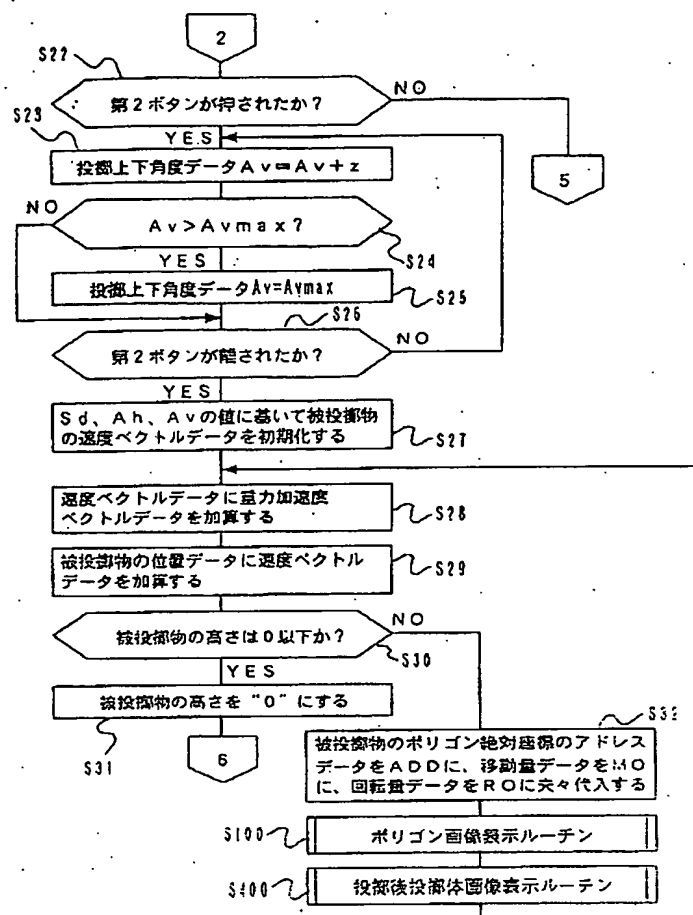 2
S22
第2ボタンが押されたか?
NO
S23
YES
5
投擲上下角度データAv=Av+z
NO
Av>Avmax?
S24
YES
投擲上下角度データAv=Avmax
S25
S26
第2ボタンが離されたか?
NO
YES
Sd、Ah、Avの値に基いて被投擲物
の速度ベクトルデータを初期化する
S27
速度ベクトルデータに重力加速度
ベクトルデータを加算する
S28
被投擲物の位置データに速度ベクトル
データを加算する
S29
被投擲物の高さは0以下か?
NO
S30
YES
被投擲物の高さを“0”にする
S31
6
S32
被投擲物のポリゴン絶対座標のアドレス
データをADDに、移動量データをMO
に、回転量データをROに夫々代入する
S100
ポリゴン画像表示ルーチン
S400
投擲後投擲体画像表示ルーチン